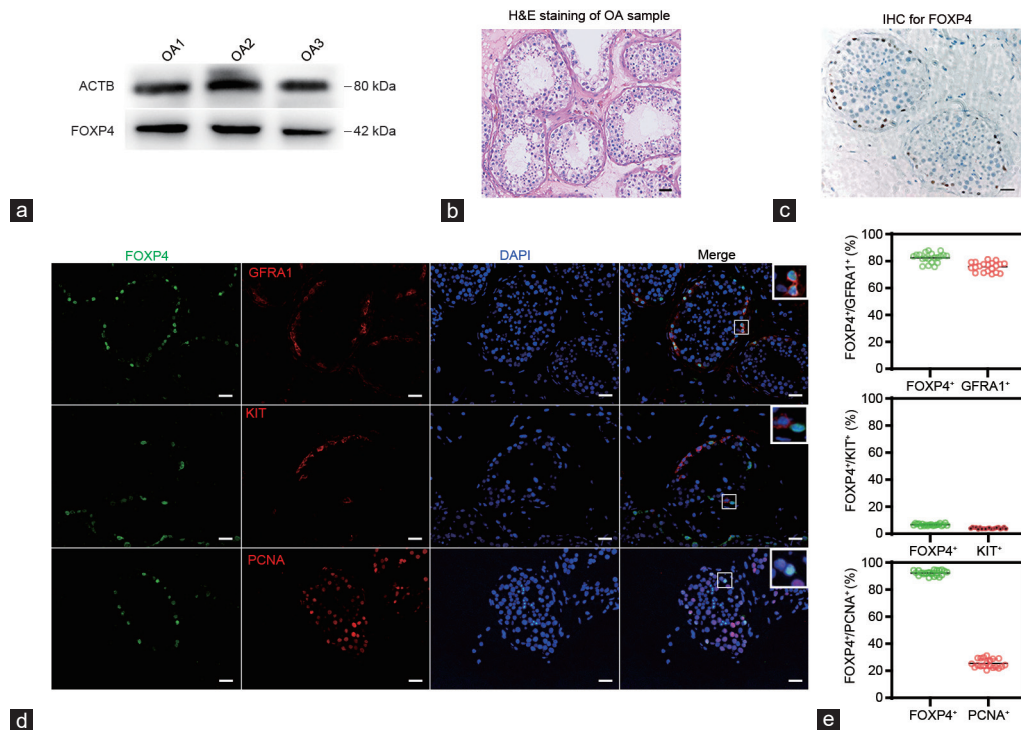 OA1 OA2 OA3
ACTB
80 kDa
FOXP4
42 kDa
a
H&E staining of OA sample
b
IHC for FOXP4
c
FOXP4
GFRA1
DAPI
Merge
KIT
PCNA
d
FOXP4⁺/GFRA1⁺ (%)
100
80
60
40
20
0
FOXP4⁺ GFRA1⁺
FOXP4⁺/KIT⁺ (%)
100
80
60
40
20
0
FOXP4⁺ KIT⁺
FOXP4⁺/PCNA⁺ (%)
100
80
60
40
20
0
FOXP4⁺ PCNA⁺
e